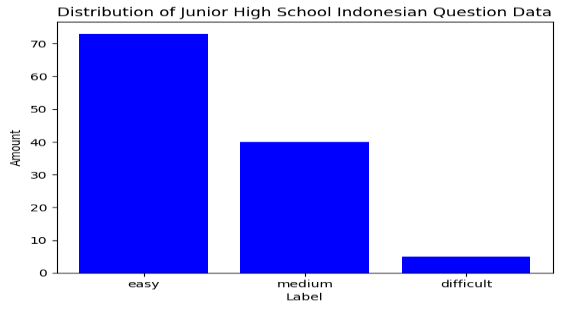 Distribution of Junior High School Indonesian Question Data
70
60
50
40
30
20
10
0
Amount
easy medium difficult
Label